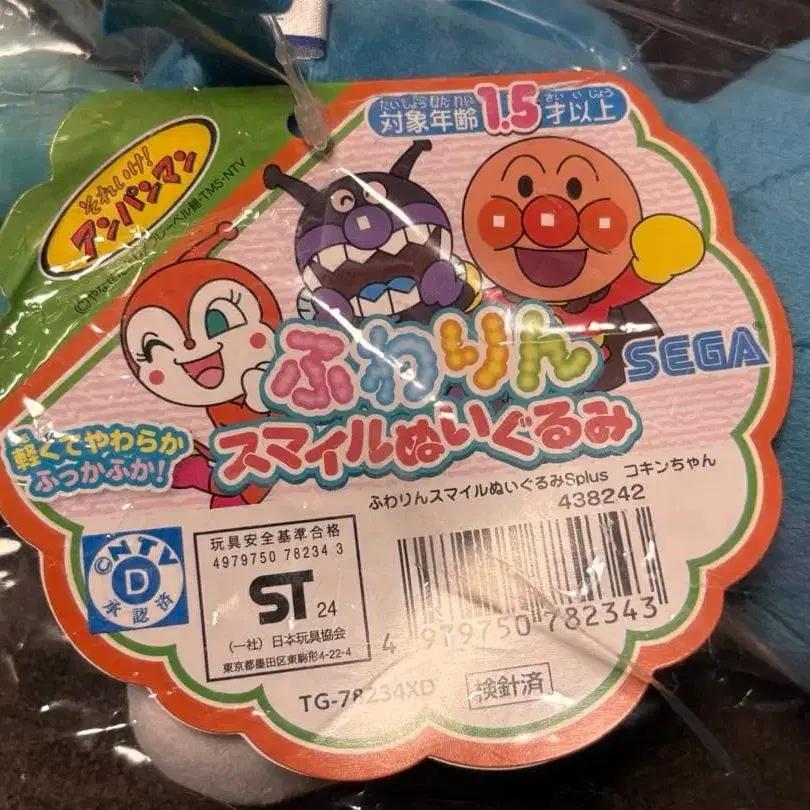 たいしょうねんれい さいいじょう
対象年齢1.5才以上
それいけ!
アンパンマン
©やなせたかし/フレーベル館・TMS・NTV
ふわりん
SEGA
スマイルぬいぐるみ
軽くてやわらか
ふっかふか!
ふわりんスマイルぬいぐるみSplus コキンちゃん
438242
NTV
D
承認済
玩具安全基準合格
4979750 78234 3
ST 24
(一社)日本玩具協会
東京都墨田区東駒形4-22-4
4 979750 782343
TG-78234XD
検針済